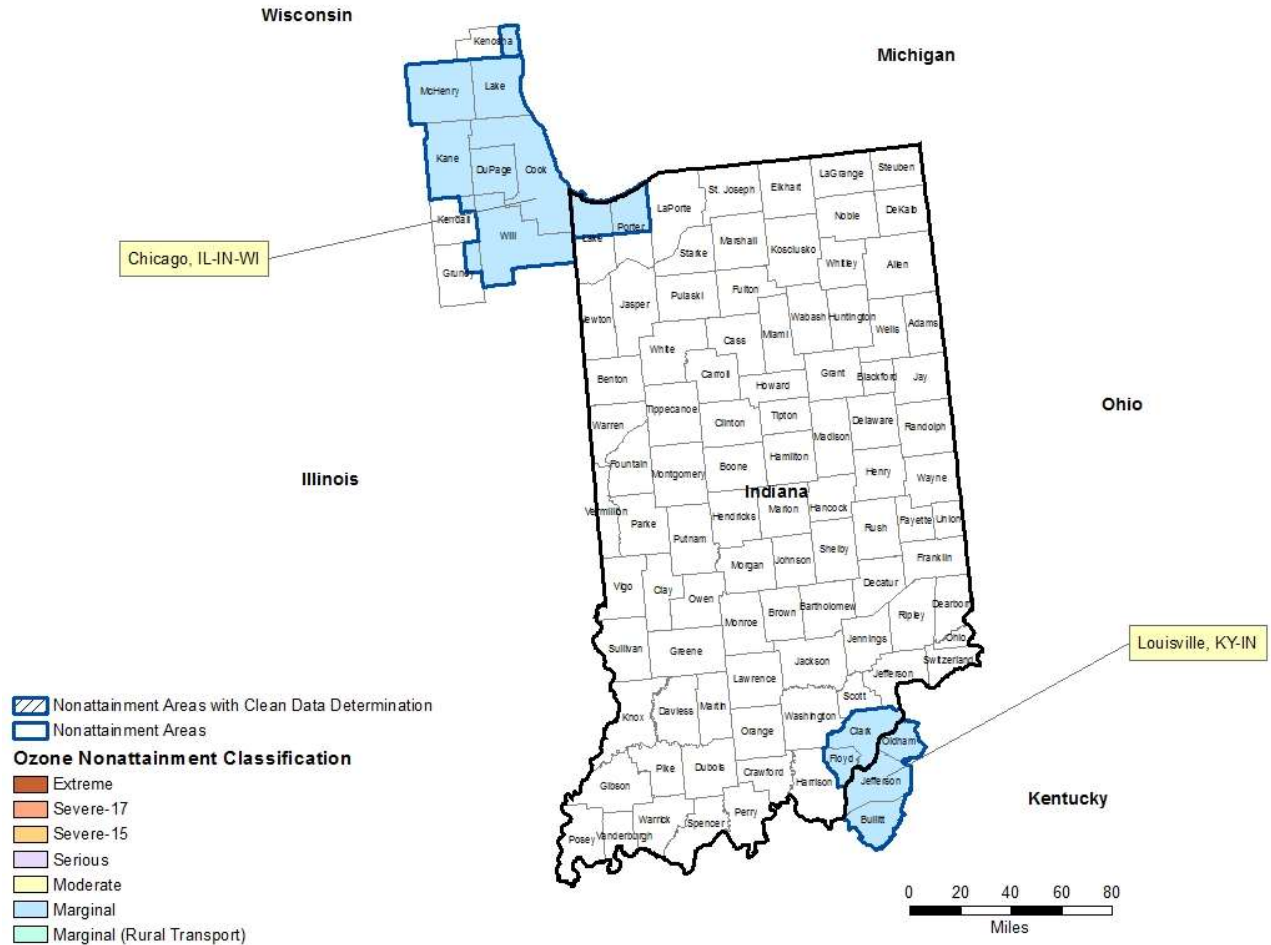 Wisconsin
Michigan
Kenosha
McHenry
Lake
Kane
DuPage
Cook
Kendall
Will
Grundy
Chicago, IL-IN-WI
Lake
Porter
LaPorte
St. Joseph
Elkhart
LaGrange
Steuben
Noble
DeKalb
Starke
Marshall
Kosciusko
Whitley
Allen
Newton
Jasper
Pulaski
Fulton
Wabash
Huntington
Wells
Adams
White
Cass
Miami
Benton
Carroll
Howard
Grant
Blackford
Jay
Ohio
Warren
Tippecanoe
Clinton
Tipton
Madison
Delaware
Randolph
Illinois
Fountain
Montgomery
Boone
Hamilton
Henry
Wayne
Indiana
Vermillion
Parke
Putnam
Hendricks
Marion
Hancock
Rush
Fayette
Union
Shelby
Morgan
Johnson
Franklin
Vigo
Clay
Owen
Decatur
Monroe
Brown
Bartholomew
Ripley
Dearborn
Ohio
Sullivan
Greene
Jennings
Jackson
Switzerland
Jefferson
Lawrence
Louisville, KY-IN
Scott
Knox
Daviess
Martin
Washington
Orange
Clark
Oldham
Floyd
Gibson
Pike
Dubois
Crawford
Harrison
Jefferson
Kentucky
Posey
Vanderburgh
Warrick
Spencer
Perry
Bullitt
Nonattainment Areas with Clean Data Determination
Nonattainment Areas
Ozone Nonattainment Classification
Extreme
Severe-17
Severe-15
Serious
Moderate
Marginal
Marginal (Rural Transport)
0 20 40 60 80
Miles